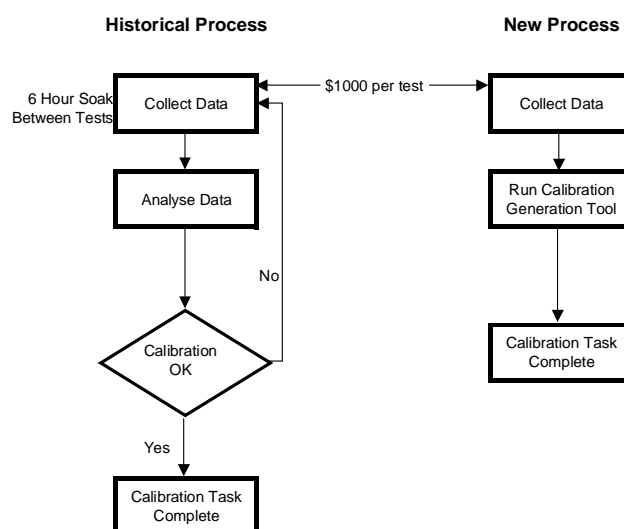 Historical Process
New Process
6 Hour Soak
Between Tests
Collect Data
$1000 per test
Collect Data
Analyse Data
Run Calibration
Generation Tool
No
Calibration
OK
Calibration Task
Complete
Yes
Calibration Task
Complete